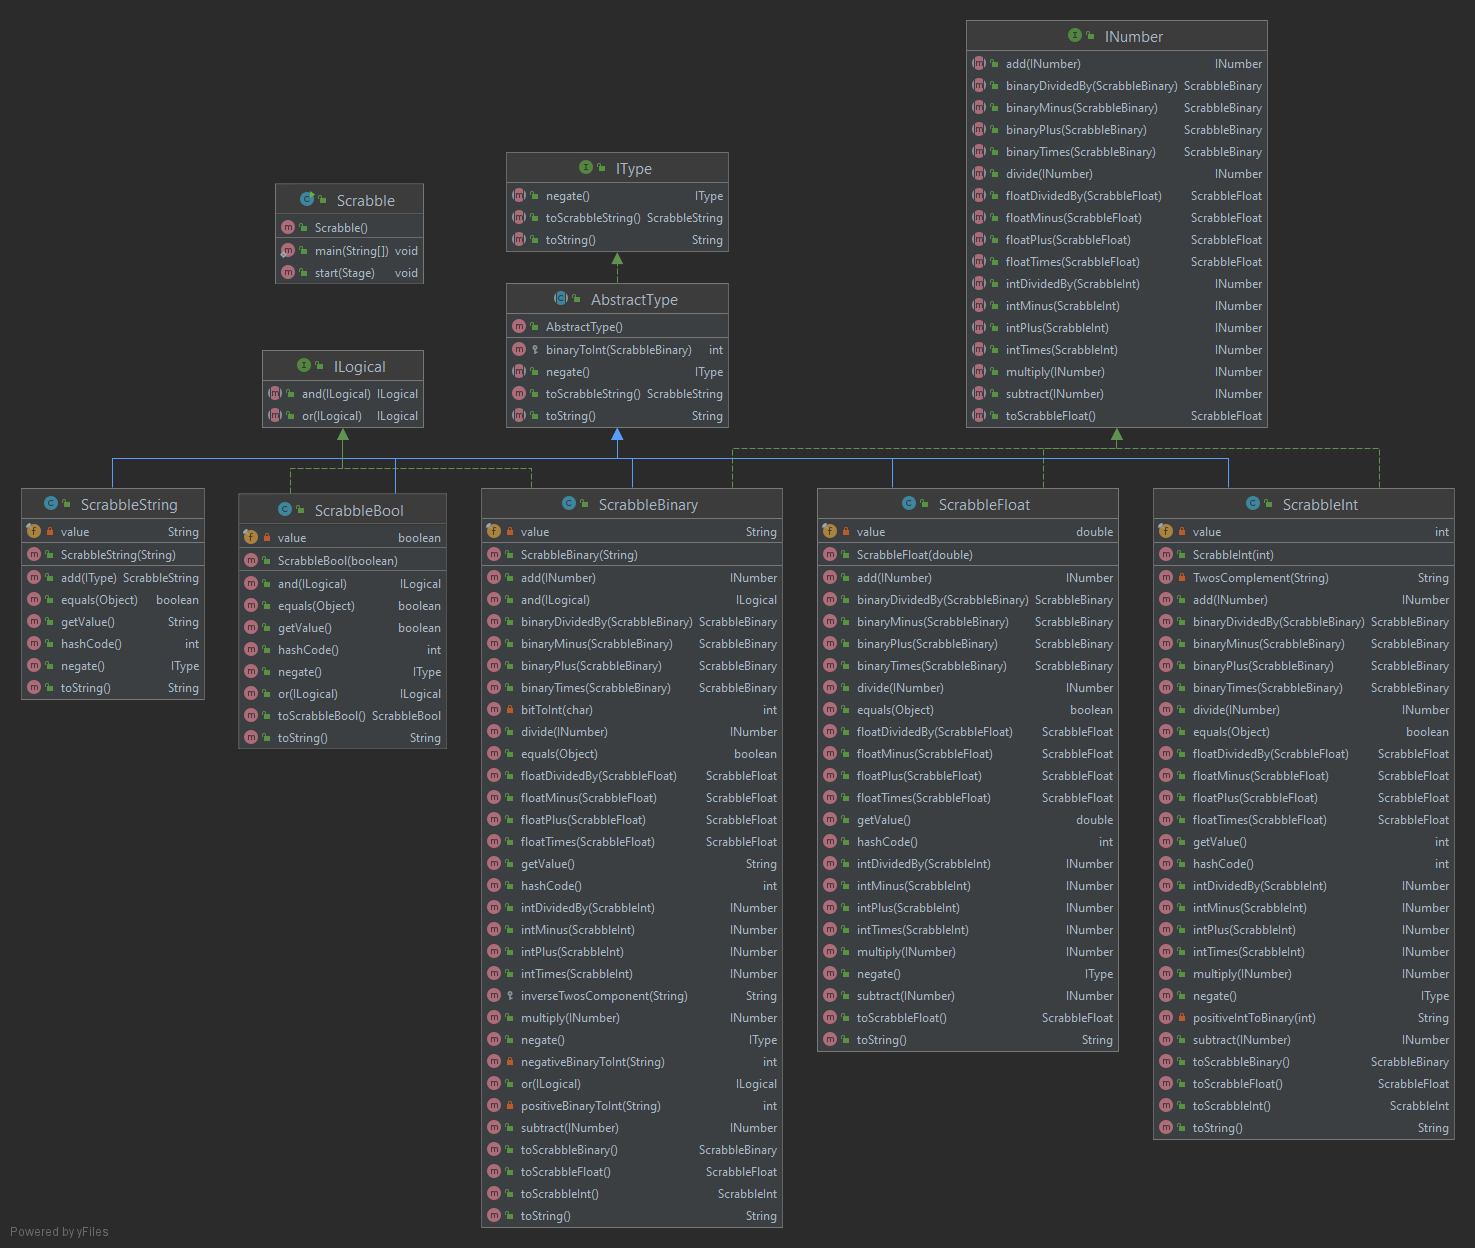 INumber
add(INumber) INumber
binaryDividedBy(ScrabbleBinary) ScrabbleBinary
binaryMinus(ScrabbleBinary) ScrabbleBinary
binaryPlus(ScrabbleBinary) ScrabbleBinary
binaryTimes(ScrabbleBinary) ScrabbleBinary
divide(INumber) INumber
floatDividedBy(ScrabbleFloat) ScrabbleFloat
floatMinus(ScrabbleFloat) ScrabbleFloat
floatPlus(ScrabbleFloat) ScrabbleFloat
floatTimes(ScrabbleFloat) ScrabbleFloat
intDividedBy(ScrabbleInt) INumber
intMinus(ScrabbleInt) INumber
intPlus(ScrabbleInt) INumber
intTimes(ScrabbleInt) INumber
multiply(INumber) INumber
subtract(INumber) INumber
toScrabbleFloat() ScrabbleFloat
IType
negate() IType
toScrabbleString() ScrabbleString
toString() String
Scrabble
Scrabble()
main(String[]) void
start(Stage) void
AbstractType
AbstractType()
binaryToInt(ScrabbleBinary) int
negate() IType
toScrabbleString() ScrabbleString
toString() String
ILogical
and(ILogical) ILogical
or(ILogical) ILogical
ScrabbleString
value String
ScrabbleString(String)
add(IType) ScrabbleString
equals(Object) boolean
getValue() String
hashCode() int
negate() IType
toString() String
ScrabbleBool
value boolean
ScrabbleBool(boolean)
and(ILogical) ILogical
equals(Object) boolean
getValue() boolean
hashCode() int
negate() IType
or(ILogical) ILogical
toScrabbleBool() ScrabbleBool
toString() String
ScrabbleBinary
value String
ScrabbleBinary(String)
add(INumber) INumber
and(ILogical) ILogical
binaryDividedBy(ScrabbleBinary) ScrabbleBinary
binaryMinus(ScrabbleBinary) ScrabbleBinary
binaryPlus(ScrabbleBinary) ScrabbleBinary
binaryTimes(ScrabbleBinary) ScrabbleBinary
bitToInt(char) int
divide(INumber) INumber
equals(Object) boolean
floatDividedBy(ScrabbleFloat) ScrabbleFloat
floatMinus(ScrabbleFloat) ScrabbleFloat
floatPlus(ScrabbleFloat) ScrabbleFloat
floatTimes(ScrabbleFloat) ScrabbleFloat
getValue() String
hashCode() int
intDividedBy(ScrabbleInt) INumber
intMinus(ScrabbleInt) INumber
intPlus(ScrabbleInt) INumber
intTimes(ScrabbleInt) INumber
inverseTwosComponent(String) String
multiply(INumber) INumber
negate() IType
negativeBinaryToInt(String) int
or(ILogical) ILogical
positiveBinaryToInt(String) int
subtract(INumber) INumber
toScrabbleBinary() ScrabbleBinary
toScrabbleFloat() ScrabbleFloat
toScrabbleInt() ScrabbleInt
toString() String
ScrabbleFloat
value double
ScrabbleFloat(double)
add(INumber) INumber
binaryDividedBy(ScrabbleBinary) ScrabbleBinary
binaryMinus(ScrabbleBinary) ScrabbleBinary
binaryPlus(ScrabbleBinary) ScrabbleBinary
binaryTimes(ScrabbleBinary) ScrabbleBinary
divide(INumber) INumber
equals(Object) boolean
floatDividedBy(ScrabbleFloat) ScrabbleFloat
floatMinus(ScrabbleFloat) ScrabbleFloat
floatPlus(ScrabbleFloat) ScrabbleFloat
floatTimes(ScrabbleFloat) ScrabbleFloat
getValue() double
hashCode() int
intDividedBy(ScrabbleInt) INumber
intMinus(ScrabbleInt) INumber
intPlus(ScrabbleInt) INumber
intTimes(ScrabbleInt) INumber
multiply(INumber) INumber
negate() IType
subtract(INumber) INumber
toScrabbleFloat() ScrabbleFloat
toString() String
ScrabbleInt
value int
ScrabbleInt(int)
TwosComplement(String) String
add(INumber) INumber
binaryDividedBy(ScrabbleBinary) ScrabbleBinary
binaryMinus(ScrabbleBinary) ScrabbleBinary
binaryPlus(ScrabbleBinary) ScrabbleBinary
binaryTimes(ScrabbleBinary) ScrabbleBinary
divide(INumber) INumber
equals(Object) boolean
floatDividedBy(ScrabbleFloat) ScrabbleFloat
floatMinus(ScrabbleFloat) ScrabbleFloat
floatPlus(ScrabbleFloat) ScrabbleFloat
floatTimes(ScrabbleFloat) ScrabbleFloat
getValue() int
hashCode() int
intDividedBy(ScrabbleInt) INumber
intMinus(ScrabbleInt) INumber
intPlus(ScrabbleInt) INumber
intTimes(ScrabbleInt) INumber
multiply(INumber) INumber
negate() IType
positiveIntToBinary(int) String
subtract(INumber) INumber
toScrabbleBinary() ScrabbleBinary
toScrabbleFloat() ScrabbleFloat
toScrabbleInt() ScrabbleInt
toString() String
Powered by yFiles